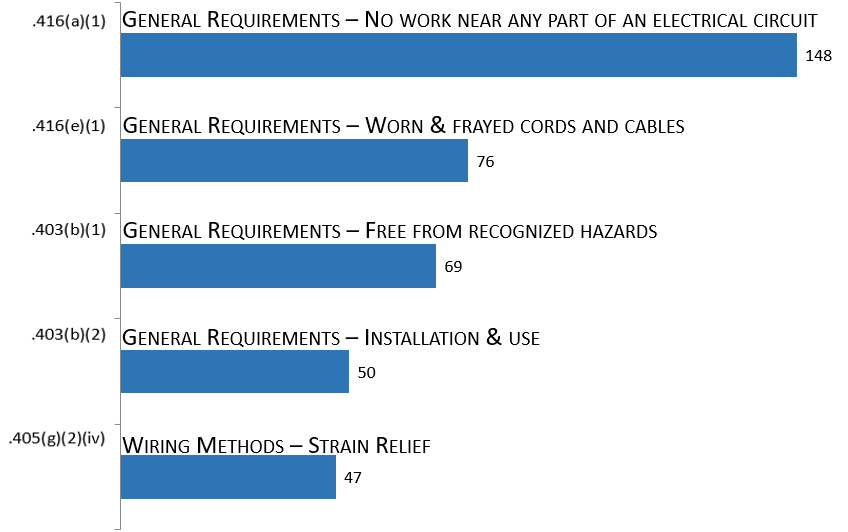 .416(a)(1) General Requirements – No work near any part of an electrical circuit
148
.416(e)(1) General Requirements – Worn & frayed cords and cables
76
.403(b)(1) General Requirements – Free from recognized hazards
69
.403(b)(2) General Requirements – Installation & use
50
.405(g)(2)(iv) Wiring Methods – Strain Relief
47